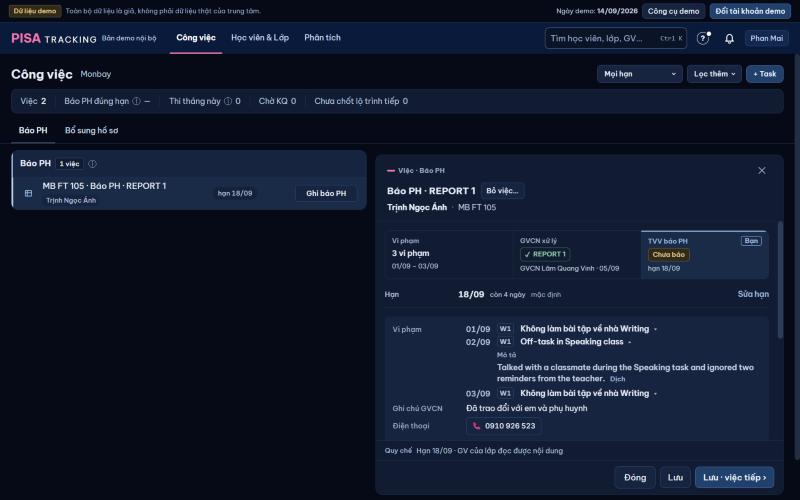 Dữ liệu demo Toàn bộ dữ liệu là giả, không phải dữ liệu thật của trung tâm. Ngày demo: 14/09/2026 Công cụ demo Đổi tài khoản demo
PISA TRACKING Bản demo nội bộ Công việc Học viên & Lớp Phân tích Tìm học viên, lớp, GV... Ctrl K ? Phan Mai
Công việc Monbay Mọi hạn Lọc thêm + Task
Việc 2 Báo PH đúng hạn — Thi tháng này 0 Chờ KQ 0 Chưa chốt lộ trình tiếp 0
Báo PH Bổ sung hồ sơ
Báo PH 1 việc
MB FT 105 · Báo PH · REPORT 1 hạn 18/09 Ghi báo PH
Trịnh Ngọc Ánh
Việc · Báo PH
Báo PH · REPORT 1 Bỏ việc...
Trịnh Ngọc Ánh · MB FT 105
Vi phạm GVCN xử lý TVV báo PH Bạn
3 vi phạm ✓ REPORT 1 Chưa báo
01/09 – 03/09 GVCN Lâm Quang Vinh · 05/09 hạn 18/09
Hạn 18/09 còn 4 ngày mặc định Sửa hạn
Vi phạm 01/09 W1 Không làm bài tập về nhà Writing
02/09 W1 Off-task in Speaking class
Mô tả
Talked with a classmate during the Speaking task and ignored two
reminders from the teacher. Dịch
03/09 W1 Không làm bài tập về nhà Writing
Ghi chú GVCN Đã trao đổi với em và phụ huynh
Điện thoại 0910 926 523
Quy chế Hạn 18/09 · GV của lớp đọc được nội dung
Đóng Lưu Lưu · việc tiếp ›